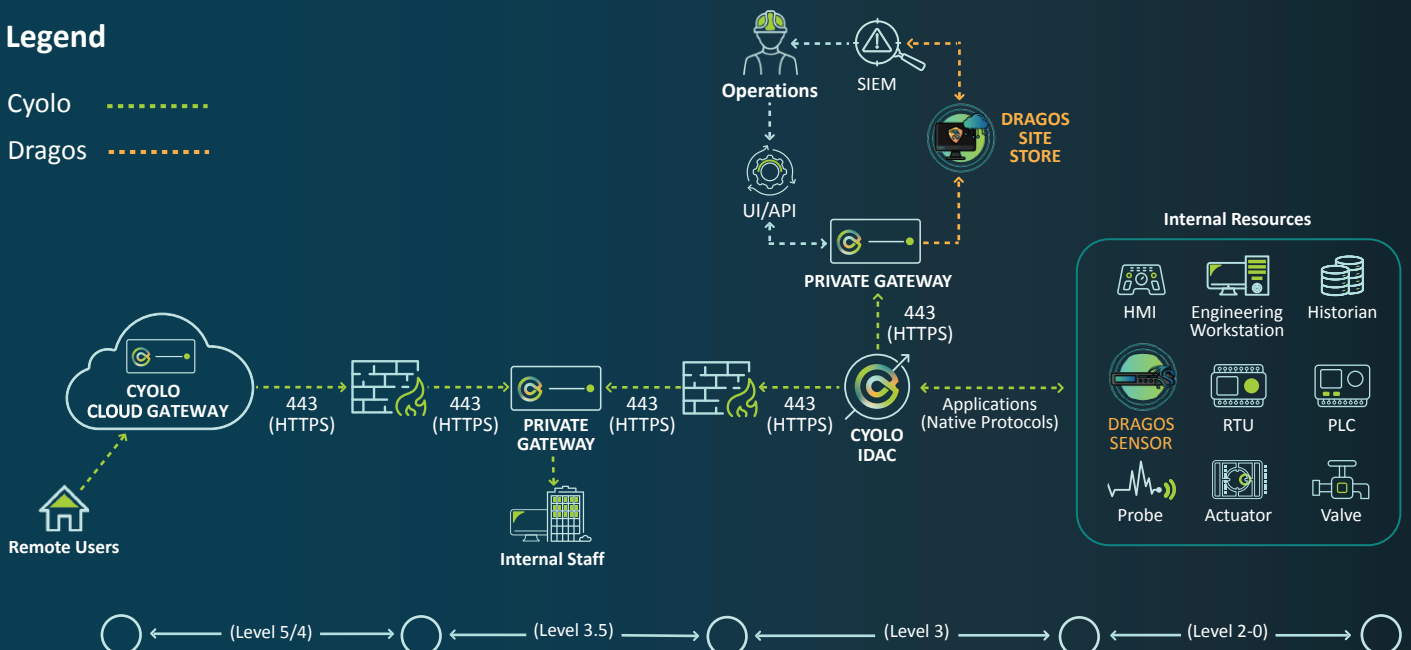 Legend
Cyolo
Dragos
Operations
SIEM
DRAGOS
SITE
STORE
UI/API
PRIVATE GATEWAY
443
(HTTPS)
CYOLO
CLOUD GATEWAY
443
(HTTPS)
443
(HTTPS)
PRIVATE
GATEWAY
443
(HTTPS)
443
(HTTPS)
CYOLO
IDAC
Applications
(Native Protocols)
Remote Users
Internal Staff
Internal Resources
HMI
Engineering
Workstation
Historian
DRAGOS
SENSOR
RTU
PLC
Probe
Actuator
Valve
(Level 5/4)
(Level 3.5)
(Level 3)
(Level 2-0)